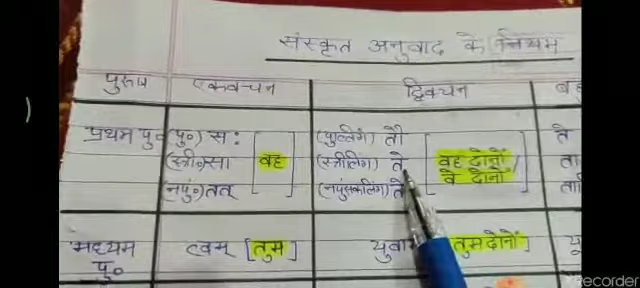 संस्कृत अनुवाद के नियम
पुरुष एकवचन द्विवचन
प्रथम पु० पु०) स: वह (पुल्लिंग) तौ वह दोनों / ते
(स्त्री०)सा (स्त्रीलिंग) ते वे दोनों ता
नपुं०)तत् (नपुंसकलिंग) ते
मध्यम त्वम् [तुम] तुम दोनों]
पु०